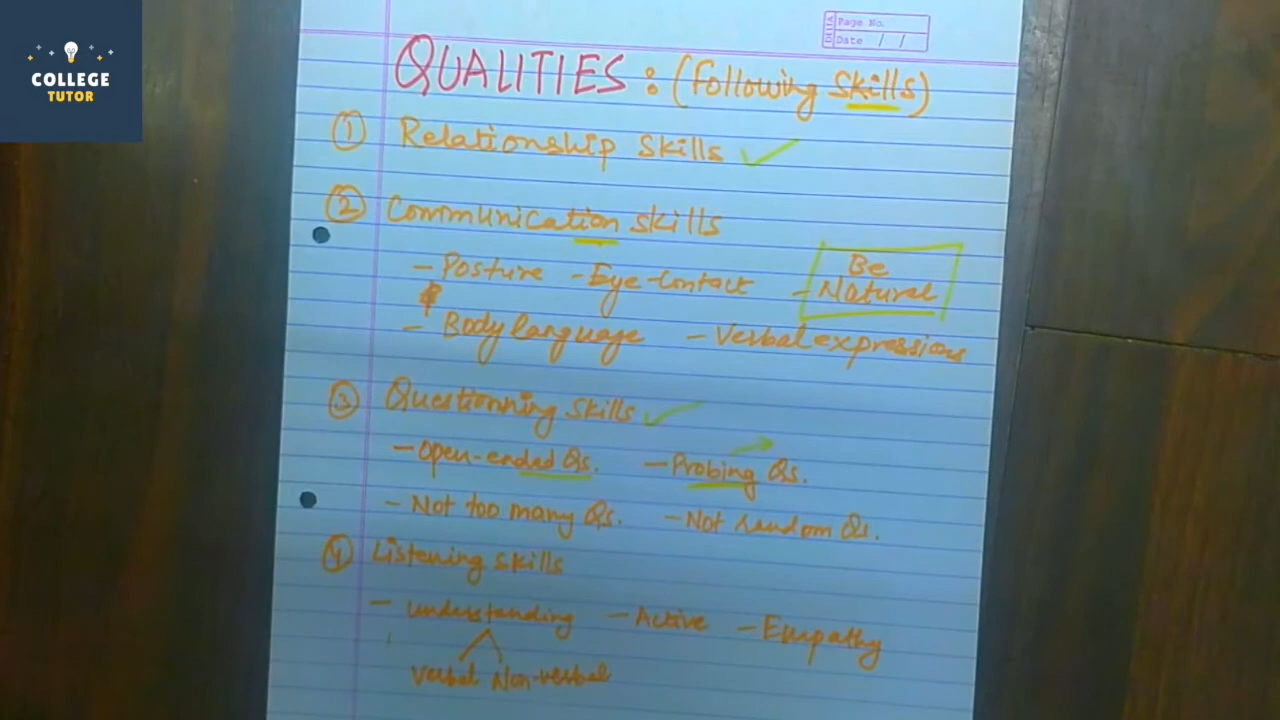 COLLEGE
TUTOR
DELTA
Page No.
Date / /
QUALITIES : (Following skills)
① Relationship skills ✓
② Communication skills
- Posture - Eye-contact - Be Natural
- Body language - Verbal expressions
③ Questionning skills ✓
- Open-ended Qs. - Probing Qs.
- Not too many Qs. - Not random Qs.
④ Listening skills
- understanding - Active - Empathy
Verbal Non-verbal